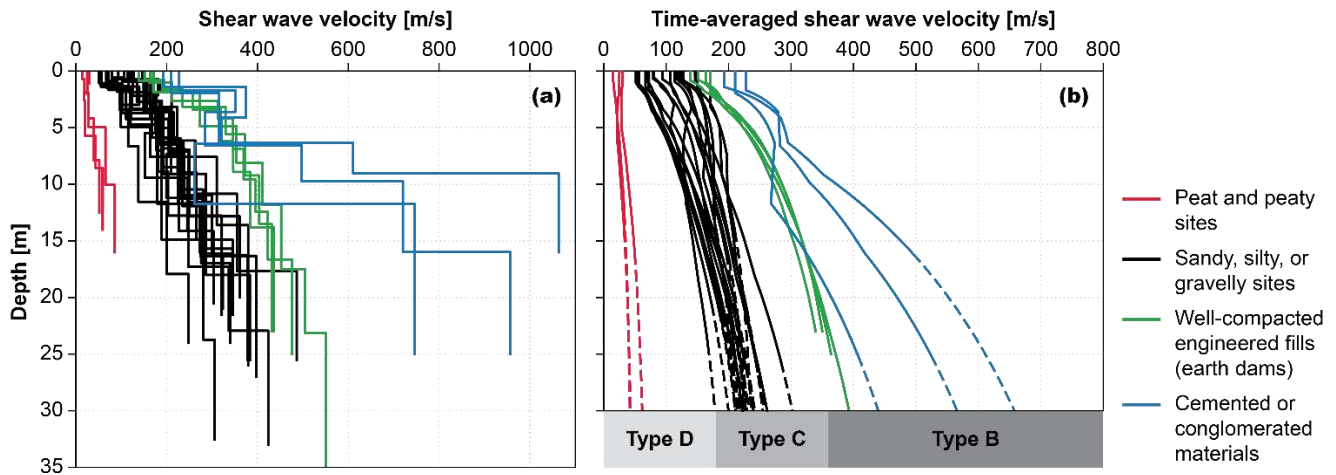 Shear wave velocity [m/s]
0 200 400 600 800 1000
0
5
10
15
20
25
30
35
Depth [m]
(a)
Time-averaged shear wave velocity [m/s]
0 100 200 300 400 500 600 700 800
(b)
Type D
Type C
Type B
Peat and peaty
sites
Sandy, silty, or
gravelly sites
Well-compacted
engineered fills
(earth dams)
Cemented or
conglomerated
materials